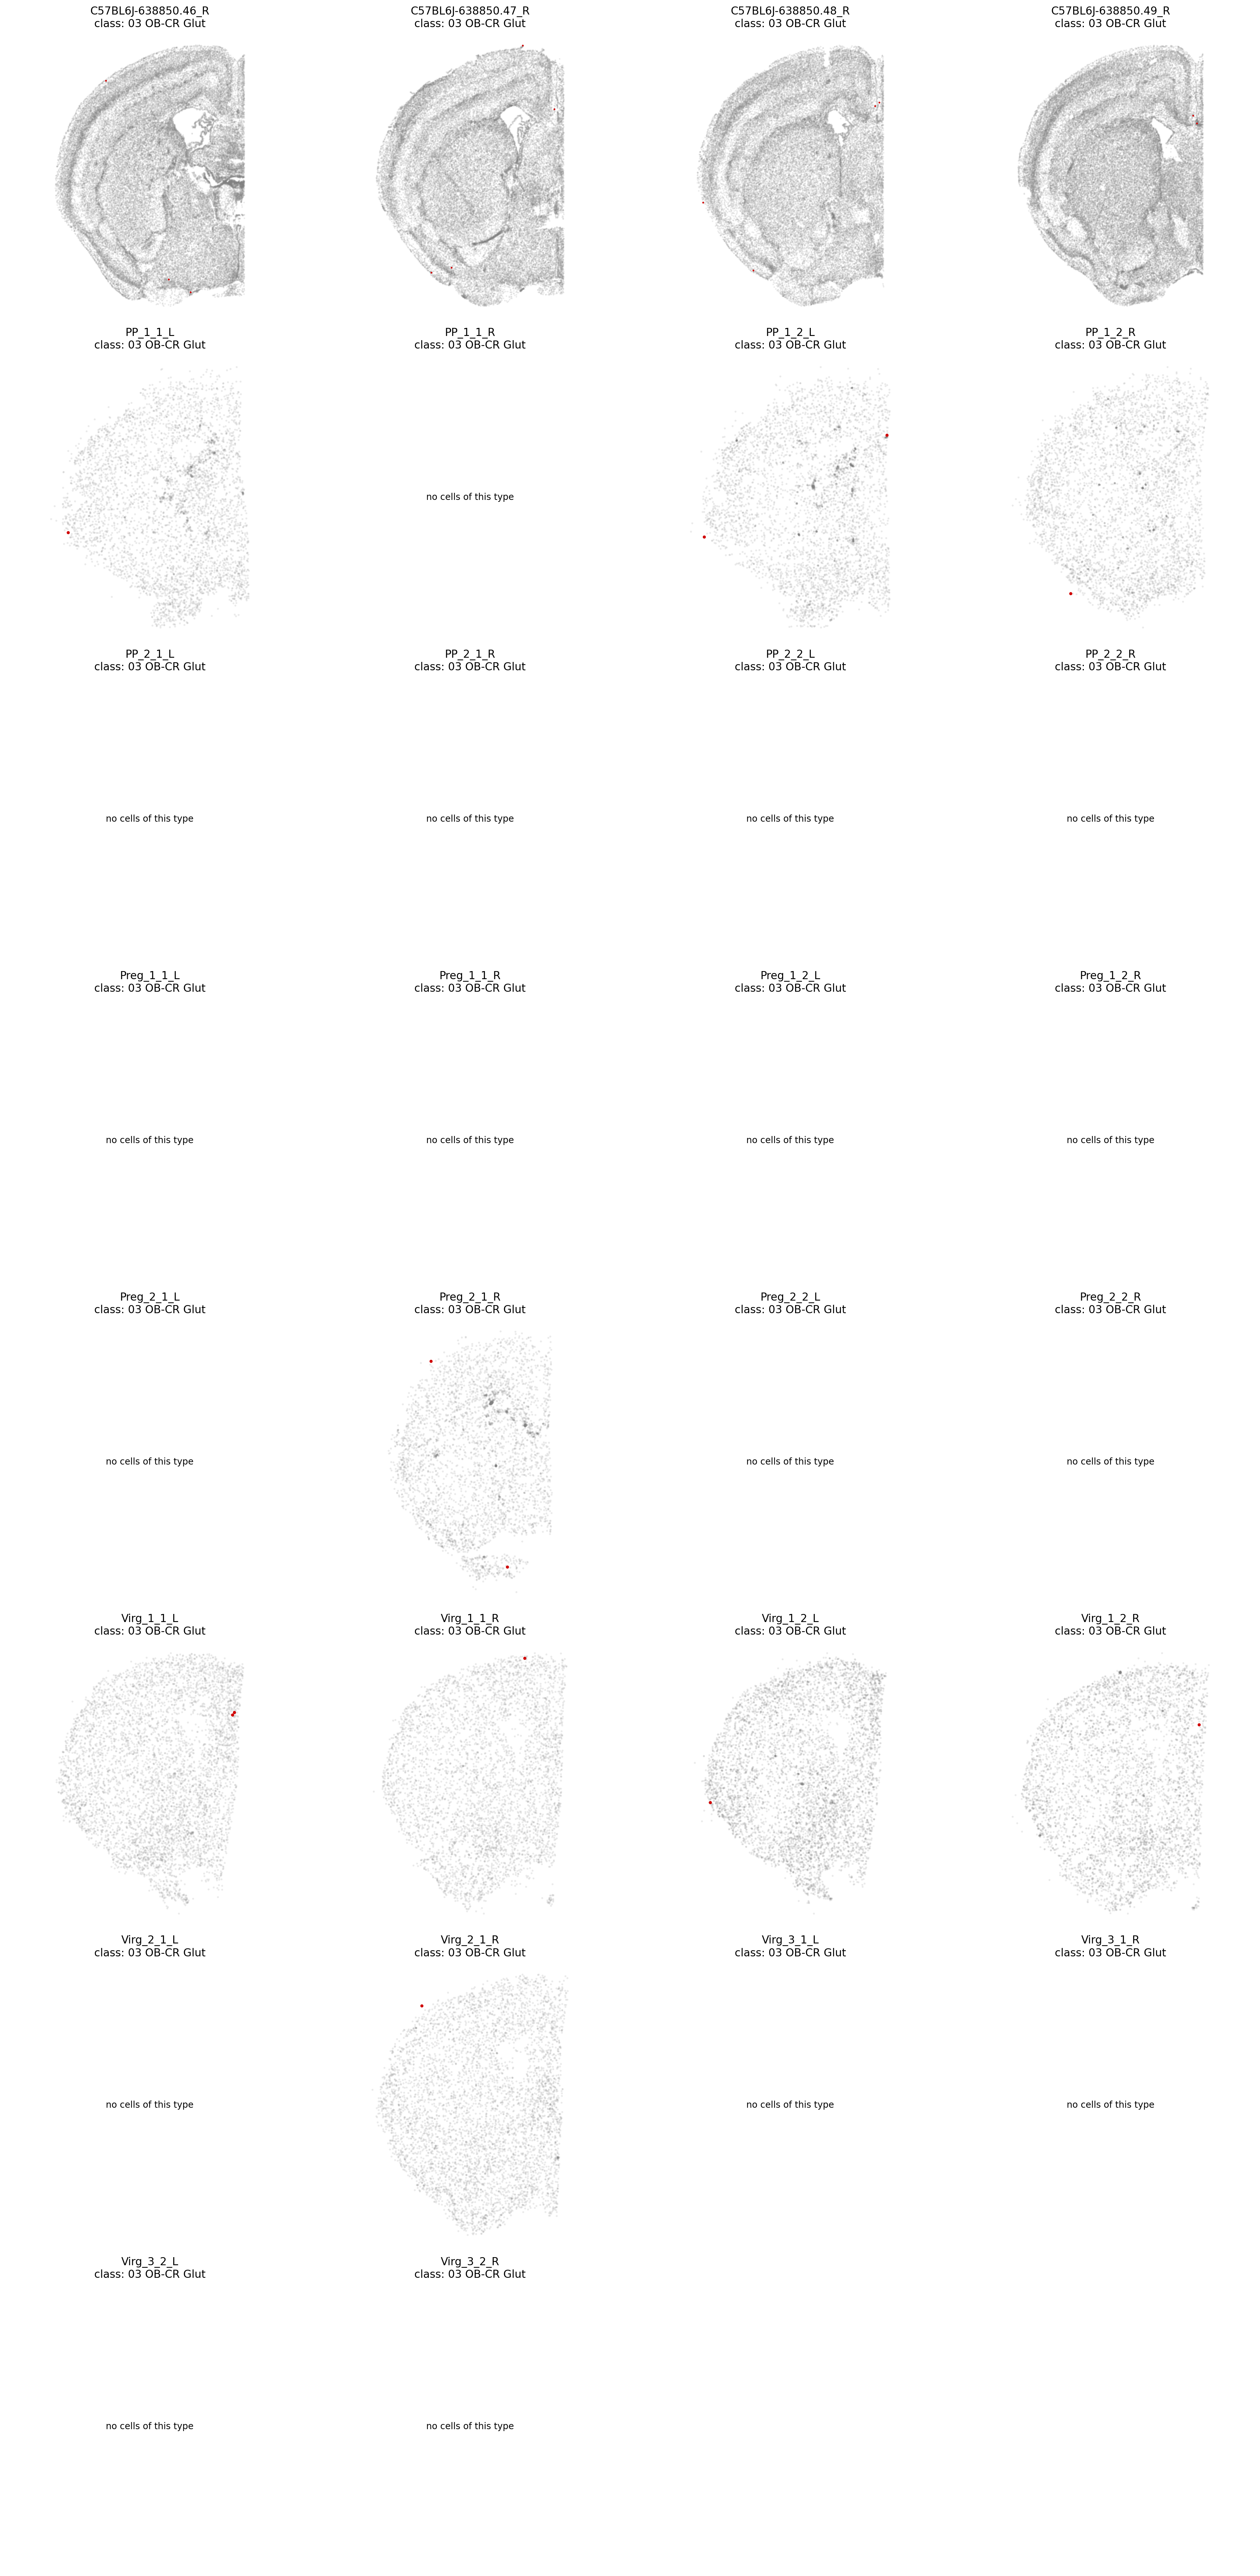 C57BL6J-638850.46_R
class: 03 OB-CR Glut
C57BL6J-638850.47_R
class: 03 OB-CR Glut
C57BL6J-638850.48_R
class: 03 OB-CR Glut
C57BL6J-638850.49_R
class: 03 OB-CR Glut
PP_1_1_L
class: 03 OB-CR Glut
PP_1_1_R
class: 03 OB-CR Glut
no cells of this type
PP_1_2_L
class: 03 OB-CR Glut
PP_1_2_R
class: 03 OB-CR Glut
PP_2_1_L
class: 03 OB-CR Glut
no cells of this type
PP_2_1_R
class: 03 OB-CR Glut
no cells of this type
PP_2_2_L
class: 03 OB-CR Glut
no cells of this type
PP_2_2_R
class: 03 OB-CR Glut
no cells of this type
Preg_1_1_L
class: 03 OB-CR Glut
no cells of this type
Preg_1_1_R
class: 03 OB-CR Glut
no cells of this type
Preg_1_2_L
class: 03 OB-CR Glut
no cells of this type
Preg_1_2_R
class: 03 OB-CR Glut
no cells of this type
Preg_2_1_L
class: 03 OB-CR Glut
no cells of this type
Preg_2_1_R
class: 03 OB-CR Glut
Preg_2_2_L
class: 03 OB-CR Glut
no cells of this type
Preg_2_2_R
class: 03 OB-CR Glut
no cells of this type
Virg_1_1_L
class: 03 OB-CR Glut
Virg_1_1_R
class: 03 OB-CR Glut
Virg_1_2_L
class: 03 OB-CR Glut
Virg_1_2_R
class: 03 OB-CR Glut
Virg_2_1_L
class: 03 OB-CR Glut
no cells of this type
Virg_2_1_R
class: 03 OB-CR Glut
Virg_3_1_L
class: 03 OB-CR Glut
no cells of this type
Virg_3_1_R
class: 03 OB-CR Glut
no cells of this type
Virg_3_2_L
class: 03 OB-CR Glut
no cells of this type
Virg_3_2_R
class: 03 OB-CR Glut
no cells of this type